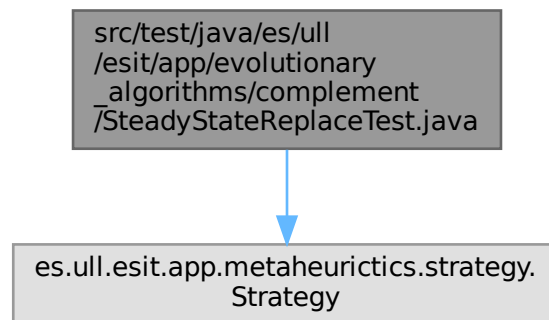 src/test/java/es/ull
/esit/app/evolutionary
_algorithms/complement
/SteadyStateReplaceTest.java
es.ull.esit.app.metaheurictics.strategy.
Strategy